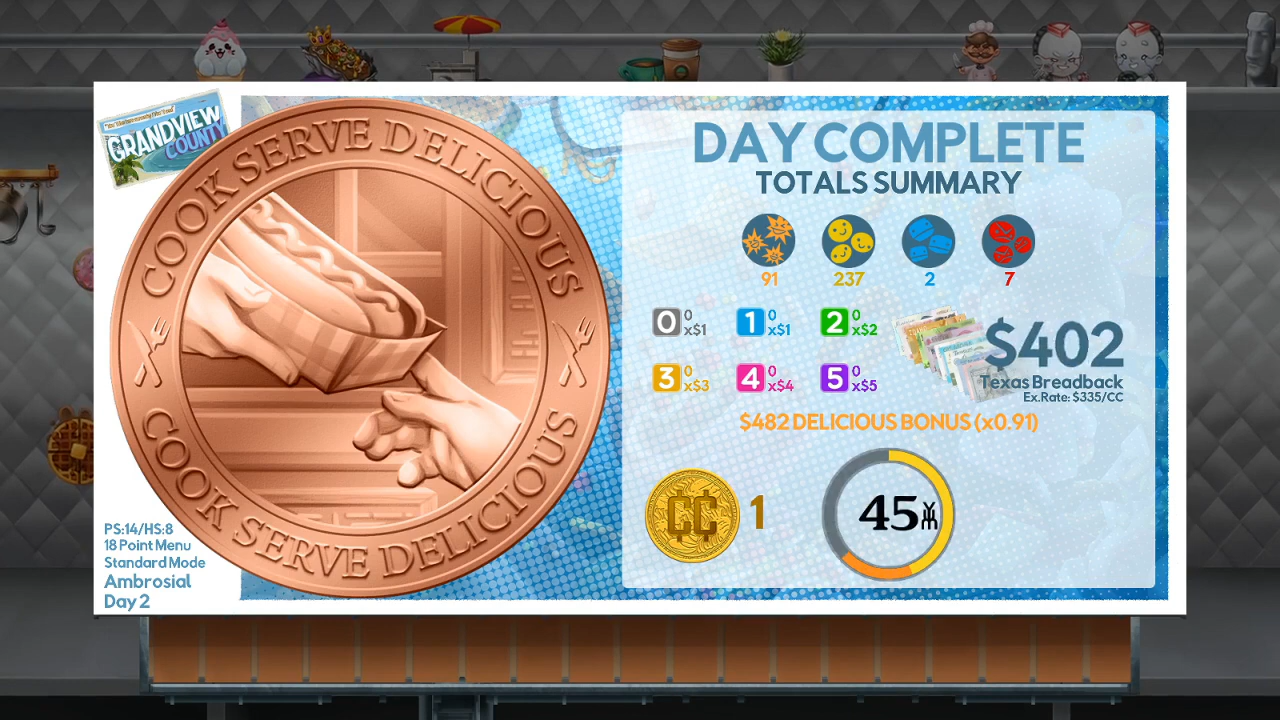 GRANDVIEW
COUNTY
COOK SERVE DELICIOUS
COOK SERVE DELICIOUS
PS:14/HS:8
18 Point Menu
Standard Mode
Ambrosial
Day 2
DAY COMPLETE
TOTALS SUMMARY
91 237 2 7
0 0 x$1 1 0 x$1 2 0 x$2
3 0 x$3 4 0 x$4 5 0 x$5
$402
Texas Breadback
Ex.Rate: $335/CC
$482 DELICIOUS BONUS (x0.91)
CC 1
45